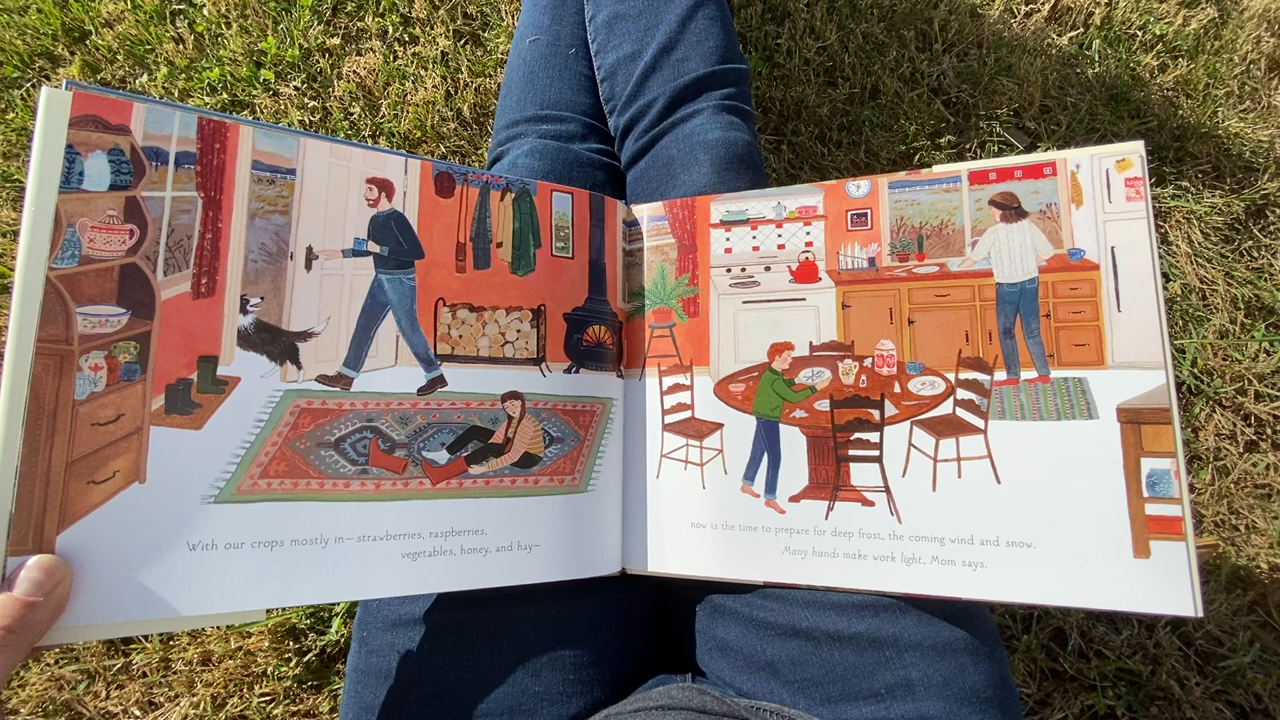 With our crops mostly in—strawberries, raspberries,
vegetables, honey, and hay—
now is the time to prepare for deep frost, the coming wind and snow.
Many hands make work light, Mom says.